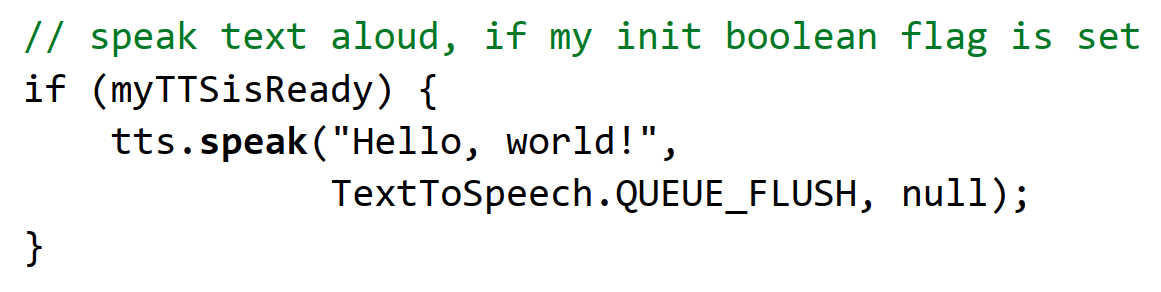 // speak text aloud, if my init boolean flag is set
if (myTTSisReady) {
    tts.speak("Hello, world!",
              TextToSpeech.QUEUE_FLUSH, null);
}